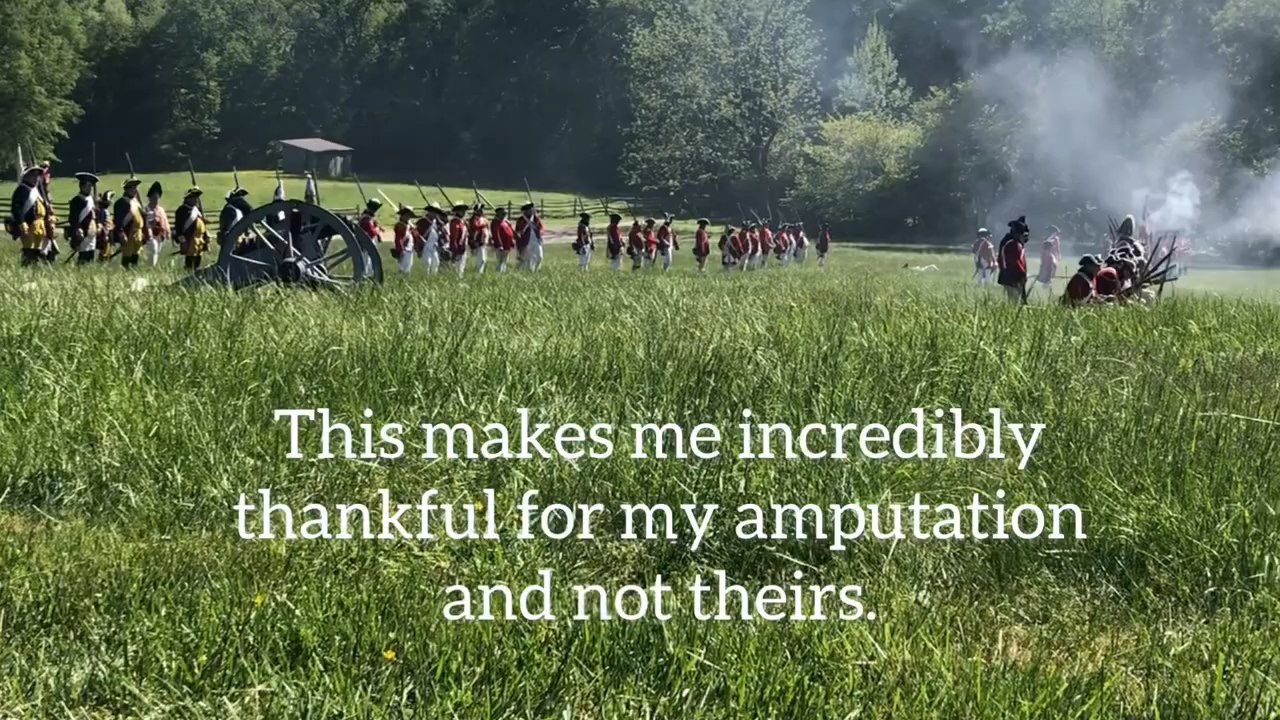 This makes me incredibly
thankful for my amputation
and not theirs.